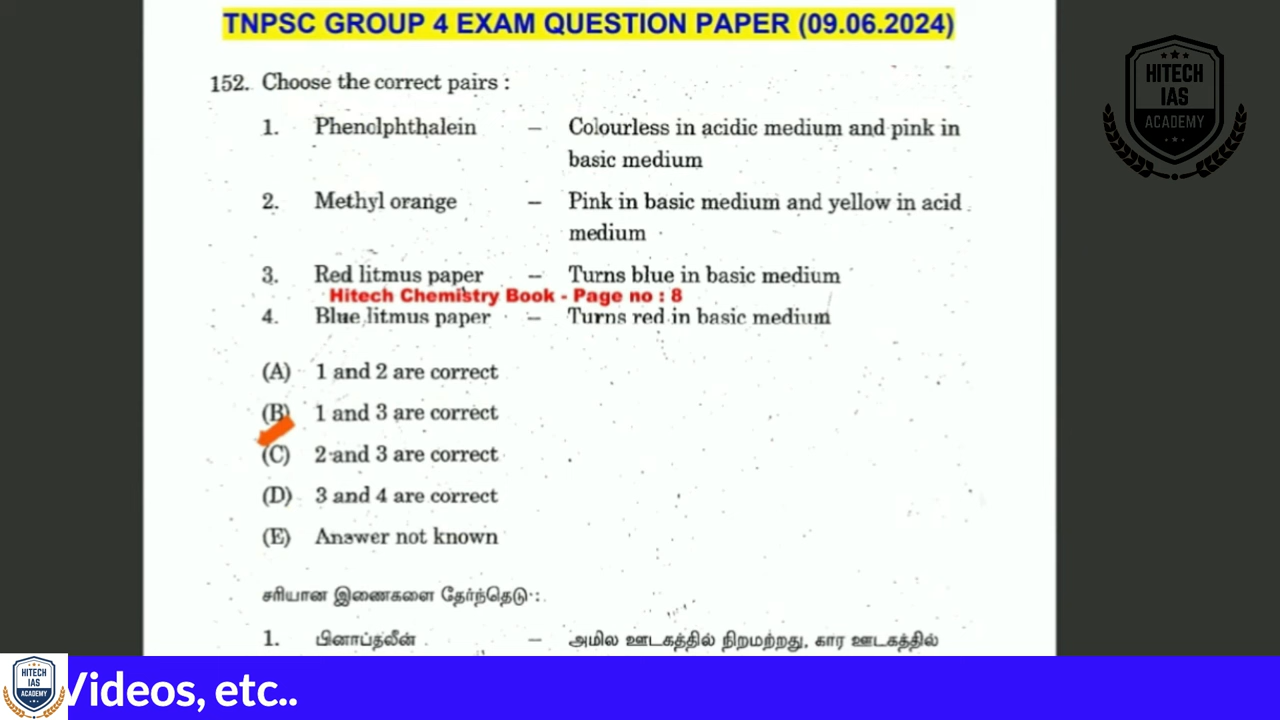 TNPSC GROUP 4 EXAM QUESTION PAPER (09.06.2024)
HITECH
IAS
ACADEMY
152. Choose the correct pairs :
1. Phenolphthalein – Colourless in acidic medium and pink in
basic medium
2. Methyl orange – Pink in basic medium and yellow in acid
medium
3. Red litmus paper – Turns blue in basic medium
Hitech Chemistry Book - Page no : 8
4. Blue litmus paper – Turns red in basic medium
(A) 1 and 2 are correct
(B) 1 and 3 are correct
(C) 2 and 3 are correct
(D) 3 and 4 are correct
(E) Answer not known
சரியான இணைகளை தேர்ந்தெடு :
1. பினாப்தலீன் – அமில ஊடகத்தில் நிறமற்றது, கார ஊடகத்தில்
HITECH
IAS
ACADEMY
Videos, etc..